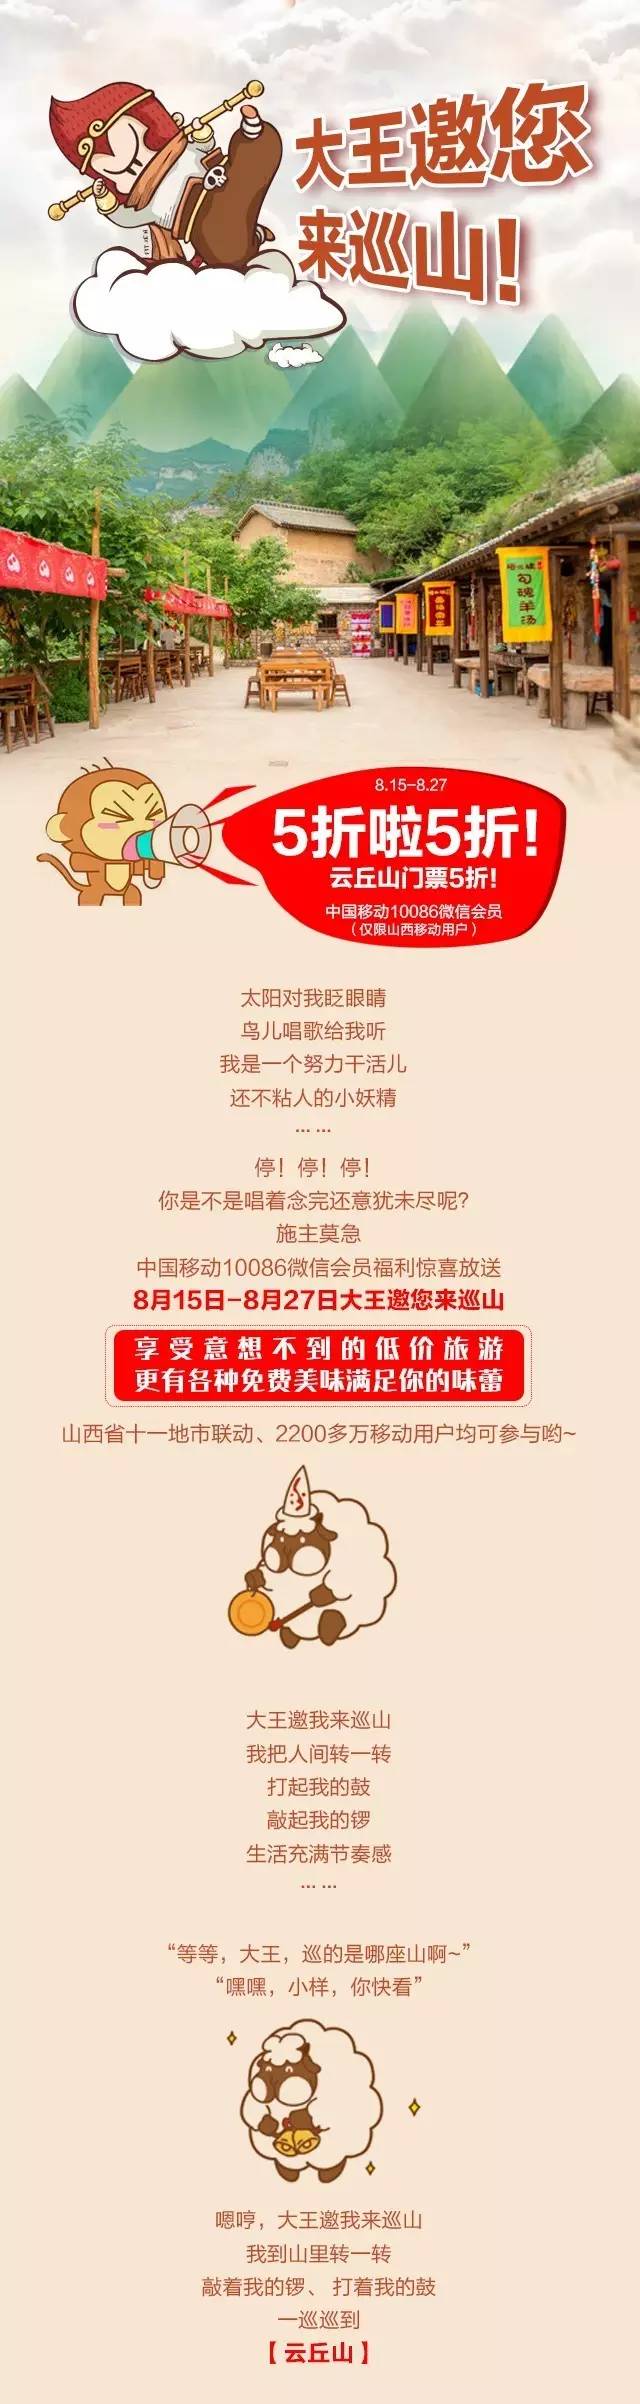 大王邀您
来巡山!
勾魂羊汤
8.15-8.27
5折啦5折!
云丘山门票5折!
中国移动10086微信会员
(仅限山西移动用户)
太阳对我眨眼睛
鸟儿唱歌给我听
我是一个努力干活儿
还不粘人的小妖精
... ...
停！停！停！
你是不是唱着念完还意犹未尽呢？
施主莫急
中国移动10086微信会员福利惊喜放送
8月15日-8月27日大王邀您来巡山
享受意想不到的低价旅游
更有各种免费美味满足你的味蕾
山西省十一地市联动、2200多万移动用户均可参与哟~
大王邀我来巡山
我把人间转一转
打起我的鼓
敲起我的锣
生活充满节奏感
... ...
“等等，大王，巡的是哪座山啊~”
“嘿嘿，小样，你快看”
嗯哼，大王邀我来巡山
我到山里转一转
敲着我的锣、打着我的鼓
一巡巡到
【云丘山】